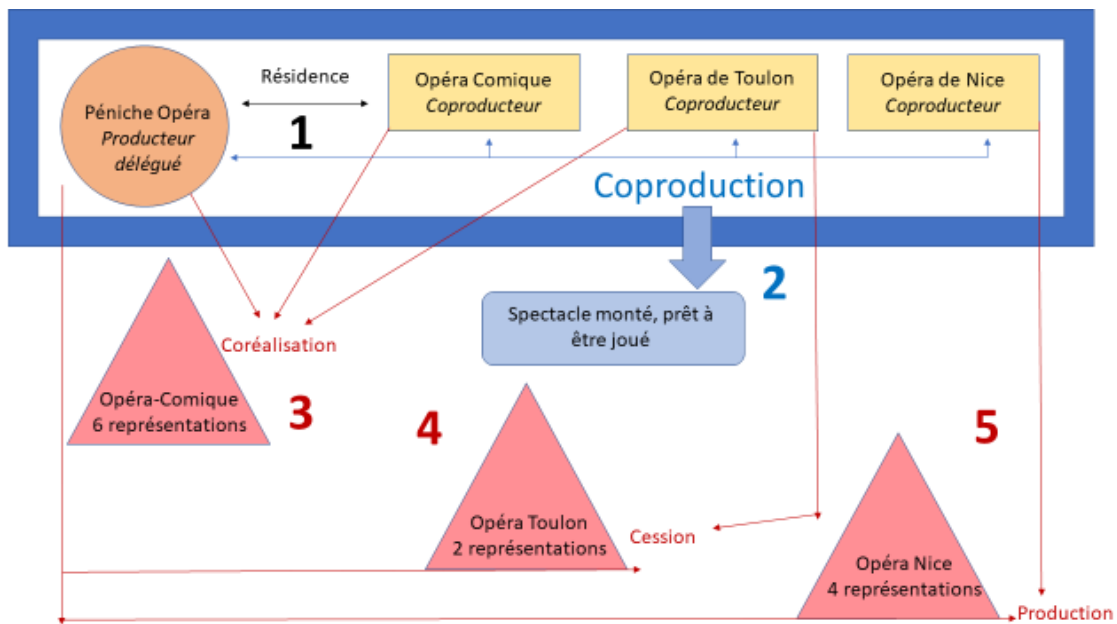 Résidence
Péniche Opéra
Producteur
délégué
1
Opéra Comique
Coproducteur
Opéra de Toulon
Coproducteur
Opéra de Nice
Coproducteur
Coproduction
2
Spectacle monté, prêt à
être joué
Coréalisation
Opéra-Comique
6 représentations
3
4
Opéra Toulon
2 représentations
Cession
5
Opéra Nice
4 représentations
Production